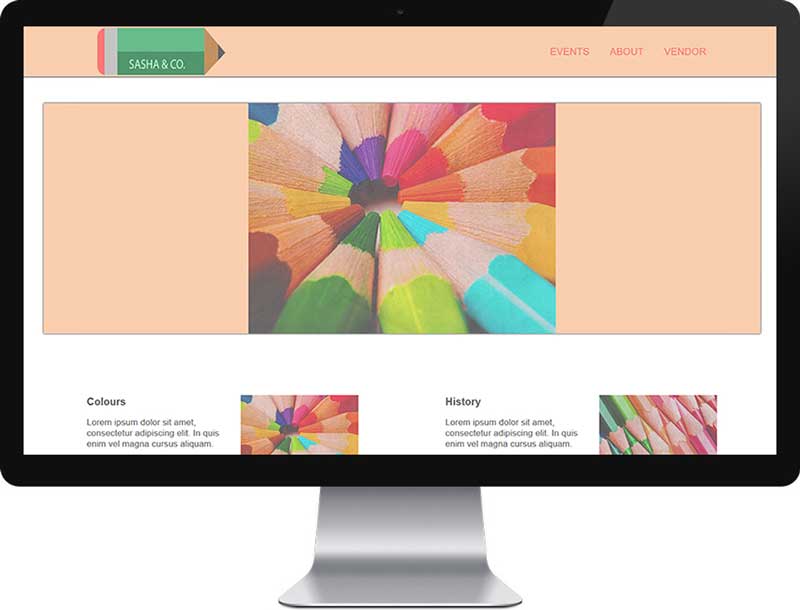 SASHA & CO.
EVENTS ABOUT VENDOR
Colours
Lorem ipsum dolor sit amet,
consectetur adipiscing elit. In quis
enim vel magna cursus aliquam.
History
Lorem ipsum dolor sit amet,
consectetur adipiscing elit. In quis
enim vel magna cursus aliquam.